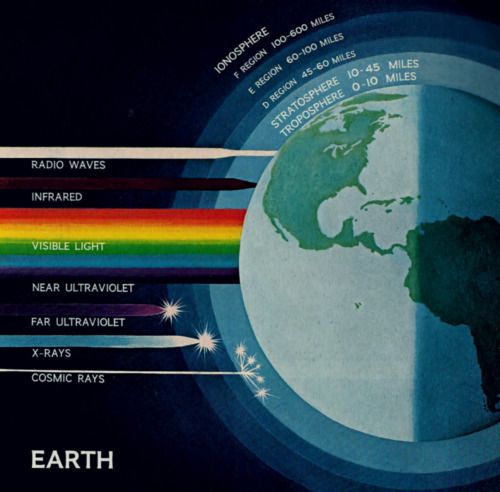 IONOSPHERE
F REGION 100-600 MILES
E REGION 60-100 MILES
D REGION 45-60 MILES
STRATOSPHERE 10-45 MILES
TROPOSPHERE 0-10 MILES
RADIO WAVES
INFRARED
VISIBLE LIGHT
NEAR ULTRAVIOLET
FAR ULTRAVIOLET
X-RAYS
COSMIC RAYS
EARTH